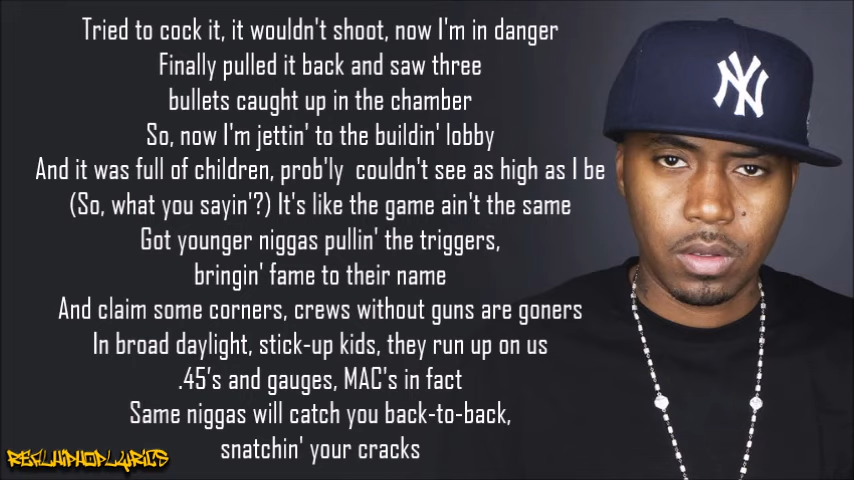 Tried to cock it, it wouldn't shoot, now I'm in danger
Finally pulled it back and saw three
bullets caught up in the chamber
So, now I'm jettin' to the buildin' lobby
And it was full of children, prob'ly couldn't see as high as I be
(So, what you sayin'?) It's like the game ain't the same
Got younger niggas pullin' the triggers,
bringin' fame to their name
And claim some corners, crews without guns are goners
In broad daylight, stick-up kids, they run up on us
.45's and gauges, MAC's in fact
Same niggas will catch you back-to-back,
snatchin' your cracks
REALHIPHOPLYRICS
NY